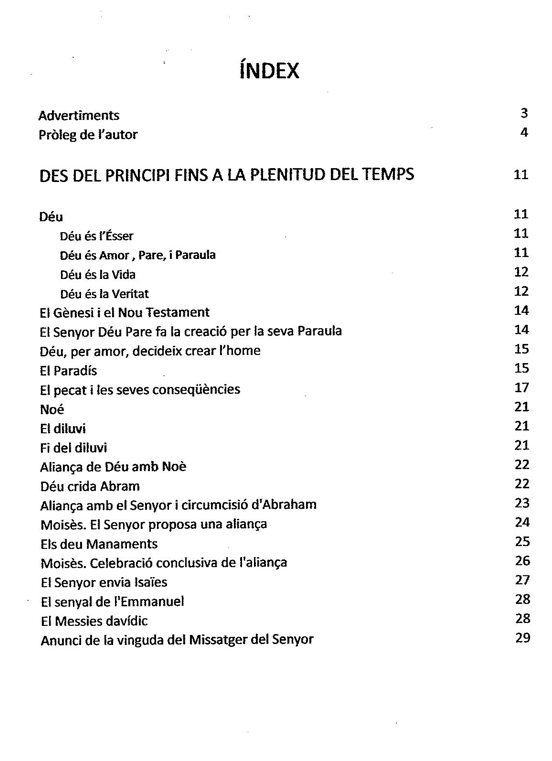 ÍNDEX
Advertiments 3
Pròleg de l'autor 4
DES DEL PRINCIPI FINS A LA PLENITUD DEL TEMPS 11
Déu 11
Déu és l'Ésser 11
Déu és Amor , Pare, i Paraula 11
Déu és la Vida 12
Déu és la Veritat 12
El Gènesi i el Nou Testament 14
El Senyor Déu Pare fa la creació per la seva Paraula 14
Déu, per amor, decideix crear l'home 15
El Paradís 15
El pecat i les seves conseqüències 17
Noé 21
El diluvi 21
Fi del diluvi 21
Aliança de Déu amb Noè 22
Déu crida Abram 22
Aliança amb el Senyor i circumcisió d'Abraham 23
Moisès. El Senyor proposa una aliança 24
Els deu Manaments 25
Moisès. Celebració conclusiva de l'aliança 26
El Senyor envia Isaïes 27
El senyal de l'Emmanuel 28
El Messies davídic 28
Anunci de la vinguda del Missatger del Senyor 29